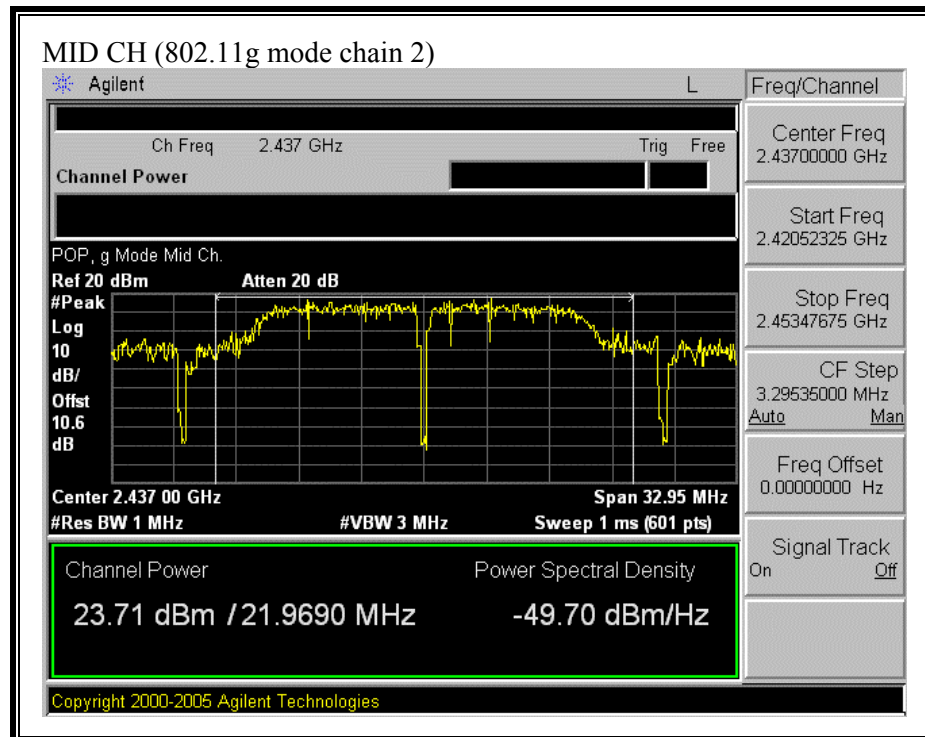 MID CH (802.11g mode chain 2)
Agilent L Freq/Channel
Ch Freq 2.437 GHz Trig Free
Channel Power
Center Freq
2.43700000 GHz
Start Freq
2.42052325 GHz
Stop Freq
2.45347675 GHz
CF Step
3.29535000 MHz
Auto Man
Freq Offset
0.00000000 Hz
Signal Track
On Off
POP, g Mode Mid Ch.
Ref 20 dBm Atten 20 dB
#Peak
Log
10
dB/
Offst
10.6
dB
Center 2.437 00 GHz Span 32.95 MHz
#Res BW 1 MHz #VBW 3 MHz Sweep 1 ms (601 pts)
Channel Power Power Spectral Density
23.71 dBm / 21.9690 MHz -49.70 dBm/Hz
Copyright 2000-2005 Agilent Technologies